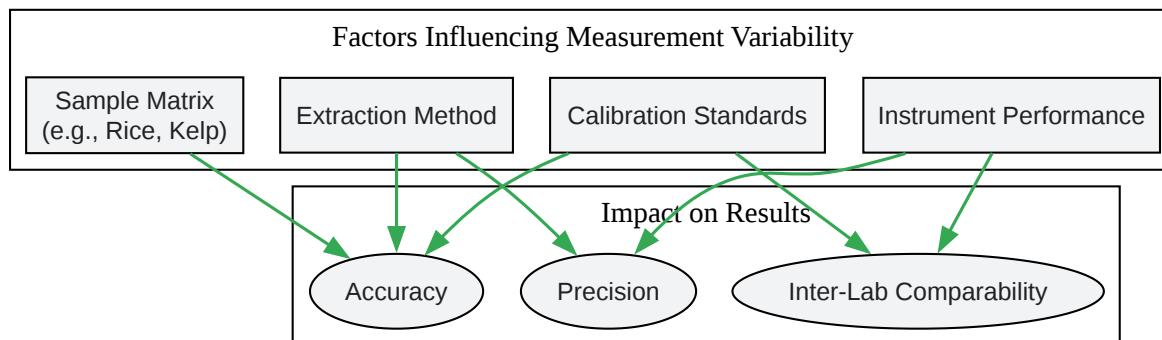 Factors Influencing Measurement Variability
Sample Matrix
(e.g., Rice, Kelp)
Extraction Method
Calibration Standards
Instrument Performance
Impact on Results
Accuracy
Precision
Inter-Lab Comparability